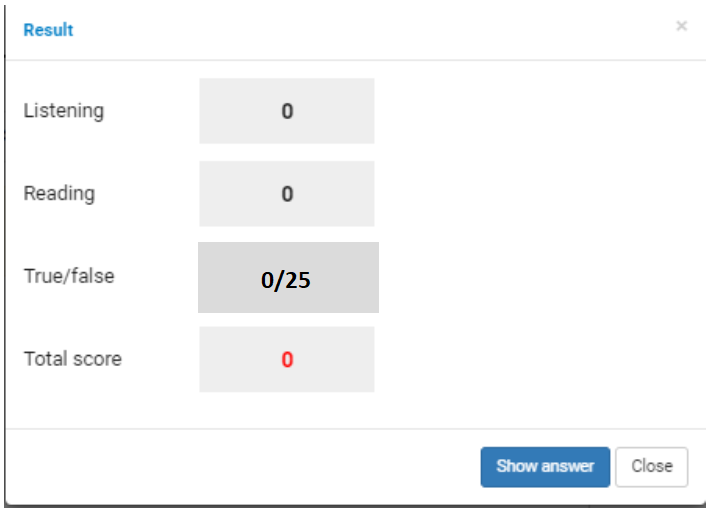 Result ×
Listening 0
Reading 0
True/false 0/25
Total score 0
Show answer Close